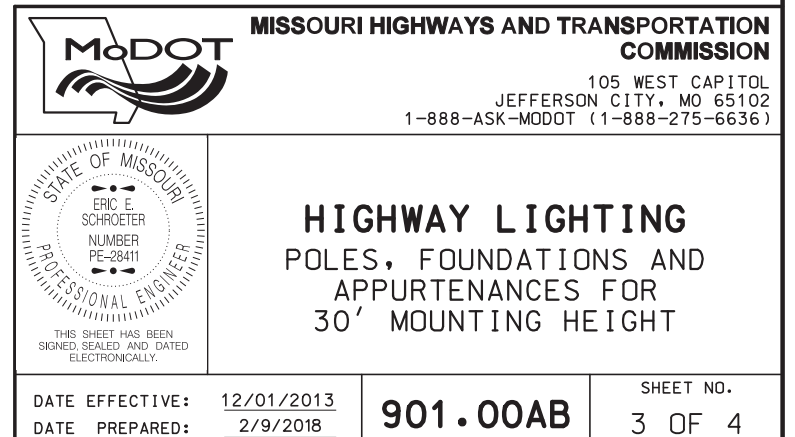 MoDOT
MISSOURI HIGHWAYS AND TRANSPORTATION
COMMISSION
105 WEST CAPITOL
JEFFERSON CITY, MO 65102
1-888-ASK-MODOT (1-888-275-6636)
STATE OF MISSOURI
ERIC E.
SCHROETER
NUMBER
PE-28411
PROFESSIONAL ENGINEER
THIS SHEET HAS BEEN
SIGNED, SEALED AND DATED
ELECTRONICALLY.
HIGHWAY LIGHTING
POLES, FOUNDATIONS AND
APPURTENANCES FOR
30' MOUNTING HEIGHT
DATE EFFECTIVE: 12/01/2013
DATE PREPARED: 2/9/2018
901.00AB
SHEET NO.
3 OF 4